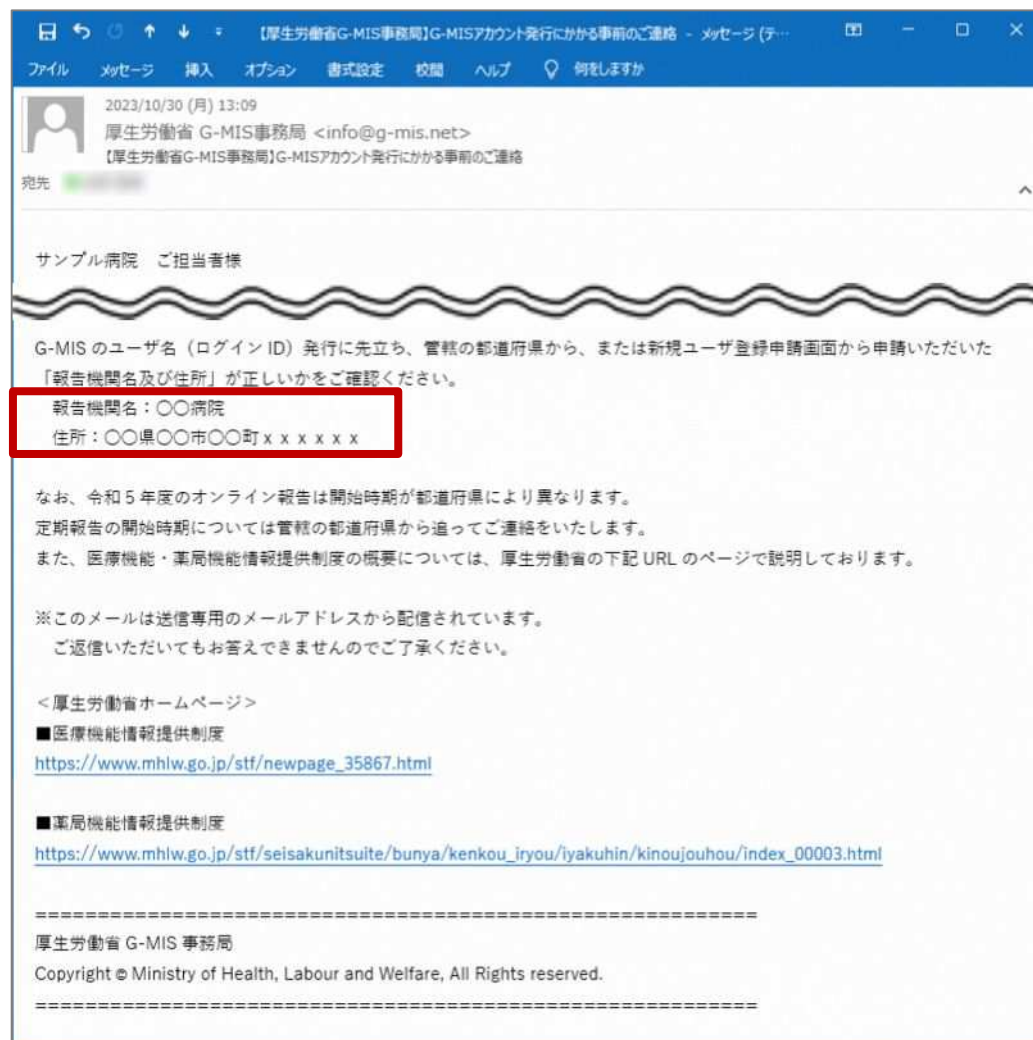 【厚生労働省G-MIS事務局】G-MISアカウント発行にかかる事前のご連絡 - メッセージ (テ…
ファイル メッセージ 挿入 オプション 書式設定 校閲 ヘルプ 何をしますか
2023/10/30 (月) 13:09
厚生労働省 G-MIS事務局 <info@g-mis.net>
【厚生労働省G-MIS事務局】G-MISアカウント発行にかかる事前のご連絡
宛先
サンプル病院 ご担当者様
G-MIS のユーザ名（ログイン ID）発行に先立ち、管轄の都道府県から、または新規ユーザ登録申請画面から申請いただいた
「報告機関名及び住所」が正しいかをご確認ください。
報告機関名：〇〇病院
住所：〇〇県〇〇市〇〇町ｘｘｘｘｘｘ
なお、令和５年度のオンライン報告は開始時期が都道府県により異なります。
定期報告の開始時期については管轄の都道府県から追ってご連絡をいたします。
また、医療機能・薬局機能情報提供制度の概要については、厚生労働省の下記 URL のページで説明しております。
※このメールは送信専用のメールアドレスから配信されています。
ご返信いただいてもお答えできませんのでご了承ください。
＜厚生労働省ホームページ＞
■医療機能情報提供制度
https://www.mhlw.go.jp/stf/newpage_35867.html
■薬局機能情報提供制度
https://www.mhlw.go.jp/stf/seisakunitsuite/bunya/kenkou_iryou/iyakuhin/kinoujouhou/index_00003.html
==========================================================
厚生労働省 G-MIS 事務局
Copyright © Ministry of Health, Labour and Welfare, All Rights reserved.
==========================================================